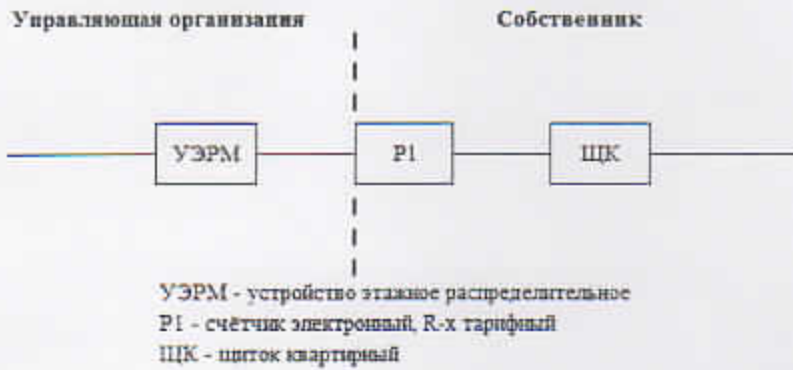 Управляющая организация
Собственник
УЭРМ
Р1
ЩК
УЭРМ - устройство этажное распределительное
Р1 - счётчик электронный, R-х тарифный
ЩК - щиток квартирный